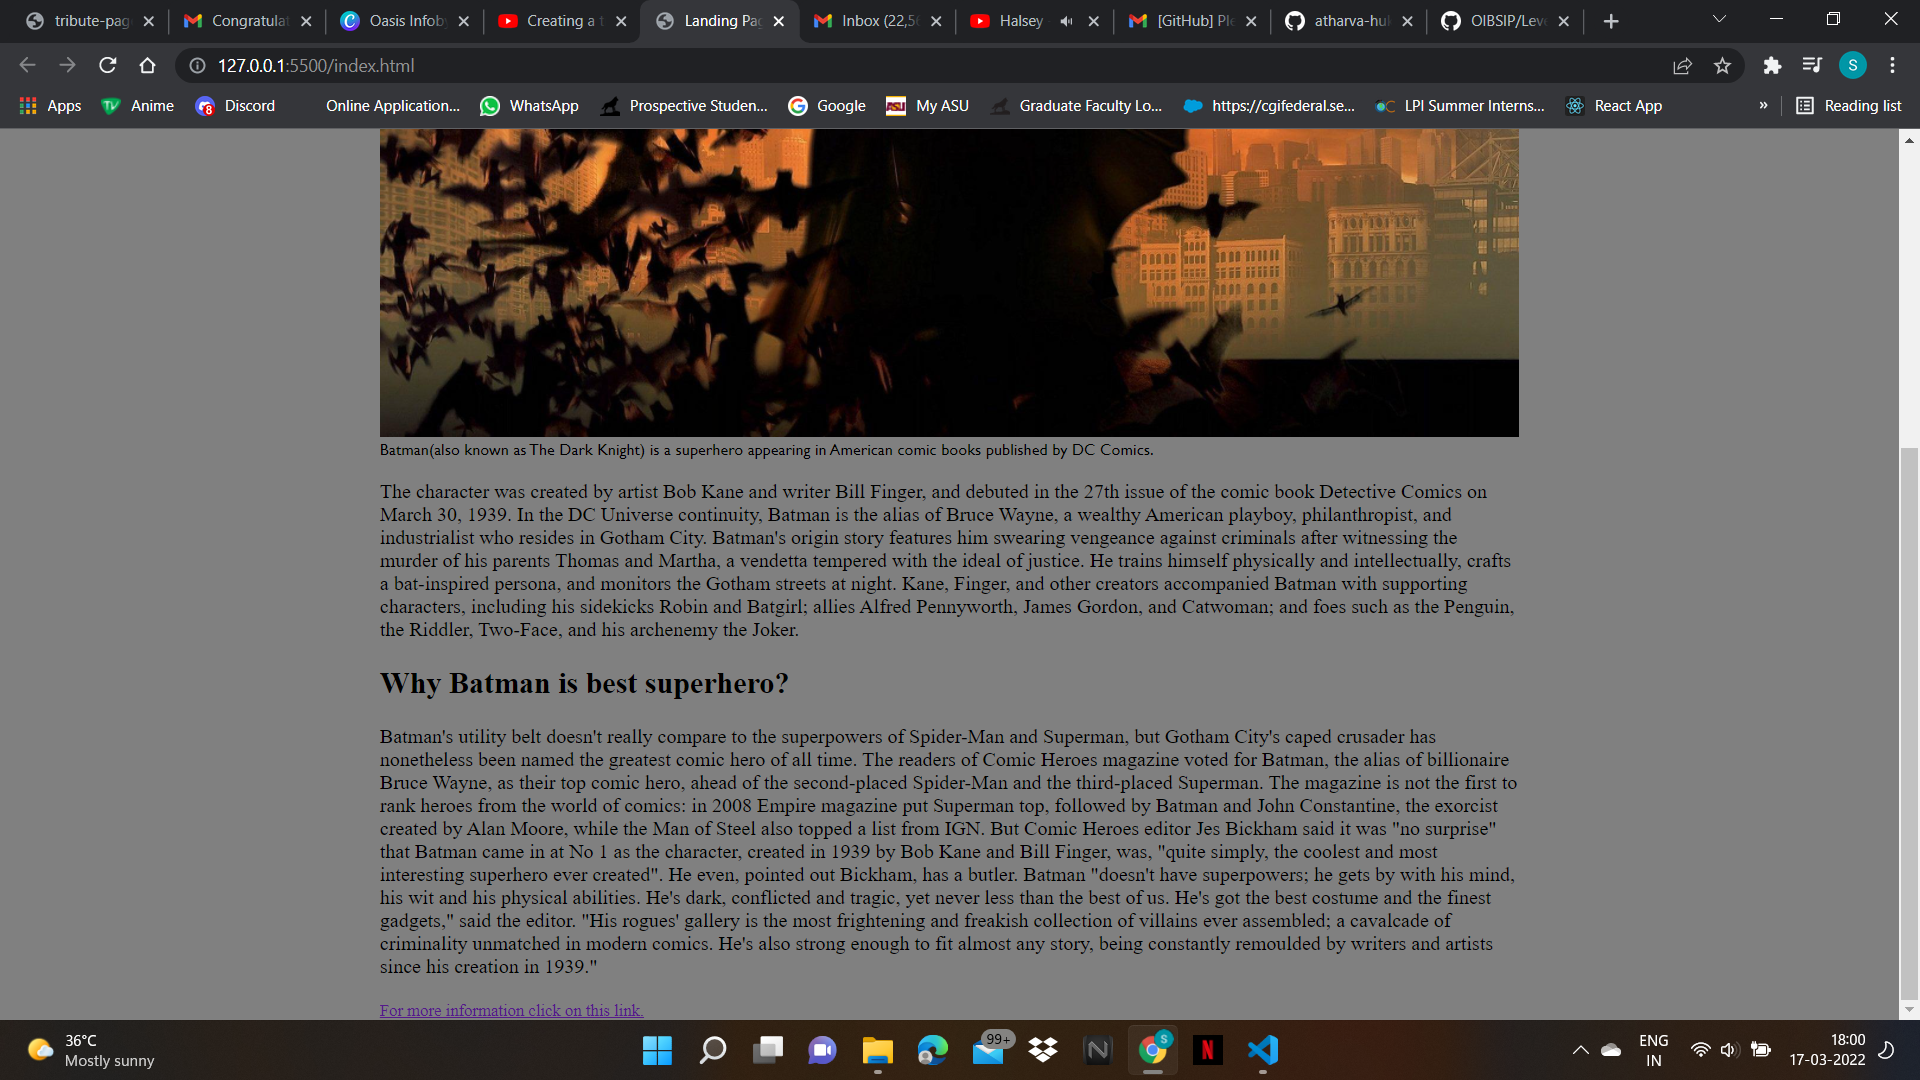 tribute-pag
Congratulat
Oasis Infoby
Creating a t
Landing Pag
Inbox (22,56
Halsey
[GitHub] Ple
atharva-huk
OIBSIP/Leve
127.0.0.1:5500/index.html
S
Apps
Anime
Discord
Online Application...
WhatsApp
Prospective Studen...
Google
My ASU
Graduate Faculty Lo...
https://cgifederal.se...
LPI Summer Interns...
React App
»
Reading list
Batman(also known as The Dark Knight) is a superhero appearing in American comic books published by DC Comics.
The character was created by artist Bob Kane and writer Bill Finger, and debuted in the 27th issue of the comic book Detective Comics on
March 30, 1939. In the DC Universe continuity, Batman is the alias of Bruce Wayne, a wealthy American playboy, philanthropist, and
industrialist who resides in Gotham City. Batman's origin story features him swearing vengeance against criminals after witnessing the
murder of his parents Thomas and Martha, a vendetta tempered with the ideal of justice. He trains himself physically and intellectually, crafts
a bat-inspired persona, and monitors the Gotham streets at night. Kane, Finger, and other creators accompanied Batman with supporting
characters, including his sidekicks Robin and Batgirl; allies Alfred Pennyworth, James Gordon, and Catwoman; and foes such as the Penguin,
the Riddler, Two-Face, and his archenemy the Joker.
Why Batman is best superhero?
Batman's utility belt doesn't really compare to the superpowers of Spider-Man and Superman, but Gotham City's caped crusader has
nonetheless been named the greatest comic hero of all time. The readers of Comic Heroes magazine voted for Batman, the alias of billionaire
Bruce Wayne, as their top comic hero, ahead of the second-placed Spider-Man and the third-placed Superman. The magazine is not the first to
rank heroes from the world of comics: in 2008 Empire magazine put Superman top, followed by Batman and John Constantine, the exorcist
created by Alan Moore, while the Man of Steel also topped a list from IGN. But Comic Heroes editor Jes Bickham said it was "no surprise"
that Batman came in at No 1 as the character, created in 1939 by Bob Kane and Bill Finger, was, "quite simply, the coolest and most
interesting superhero ever created". He even, pointed out Bickham, has a butler. Batman "doesn't have superpowers; he gets by with his mind,
his wit and his physical abilities. He's dark, conflicted and tragic, yet never less than the best of us. He's got the best costume and the finest
gadgets," said the editor. "His rogues' gallery is the most frightening and freakish collection of villains ever assembled; a cavalcade of
criminality unmatched in modern comics. He's also strong enough to fit almost any story, being constantly remoulded by writers and artists
since his creation in 1939."
For more information click on this link.
36°C
Mostly sunny
99+
S
ENG
IN
18:00
17-03-2022